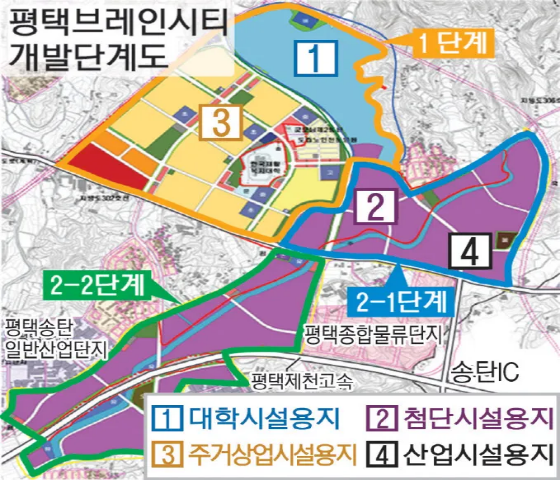 평택브레인시티
개발단계도
1
1단계
3
2
4
2-2단계
2-1단계
평택송탄
일반산업단지
평택종합물류단지
평택제천고속
송탄IC
1 대학시설용지
2 첨단시설용지
3 주거상업시설용지
4 산업시설용지